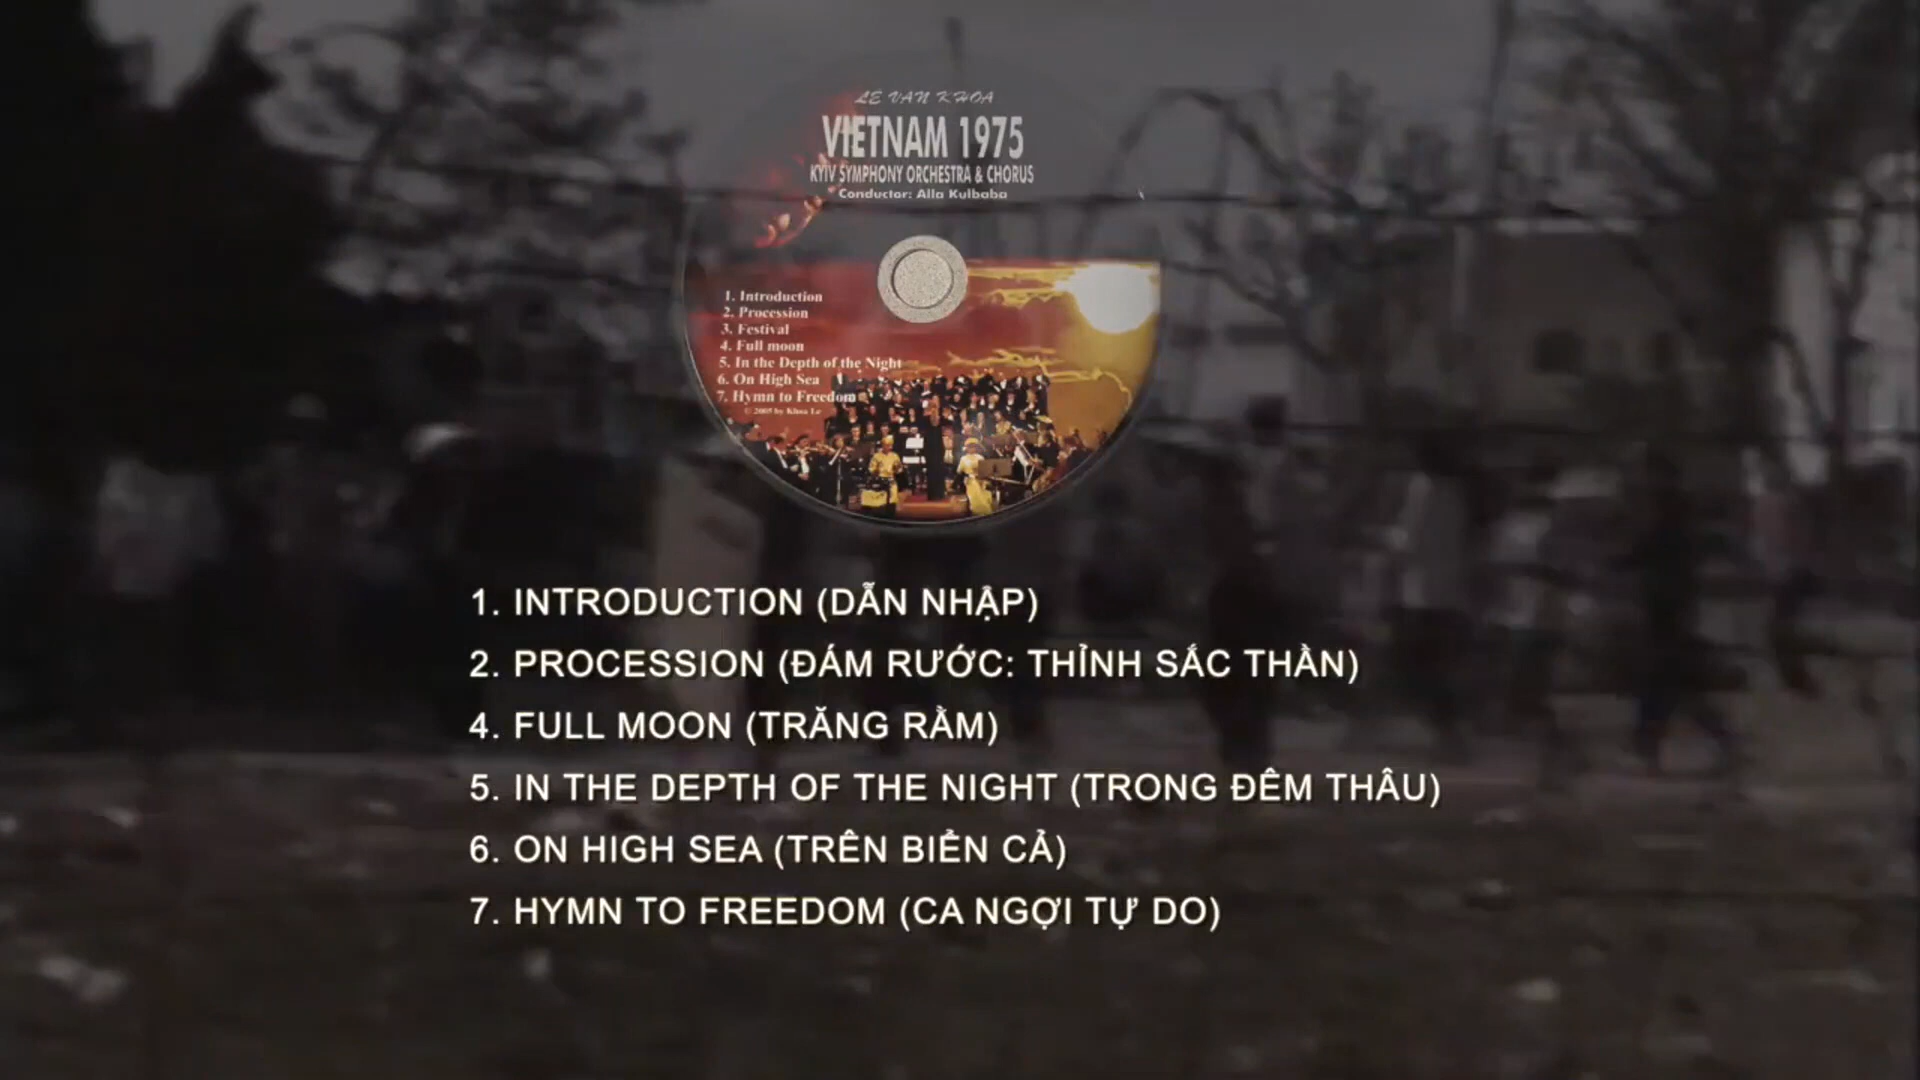 LE VAN KHOA
VIETNAM 1975
KYIV SYMPHONY ORCHESTRA & CHORUS
Conductor: Alla Kulbaba
1. Introduction
2. Procession
3. Festival
4. Full moon
5. In the Depth of the Night
6. On High Sea
7. Hymn to Freedom
© 2005 by Khoa Le
1. INTRODUCTION (DẪN NHẬP)
2. PROCESSION (ĐÁM RƯỚC: THỈNH SẮC THẦN)
4. FULL MOON (TRĂNG RẰM)
5. IN THE DEPTH OF THE NIGHT (TRONG ĐÊM THÂU)
6. ON HIGH SEA (TRÊN BIỂN CẢ)
7. HYMN TO FREEDOM (CA NGỢI TỰ DO)